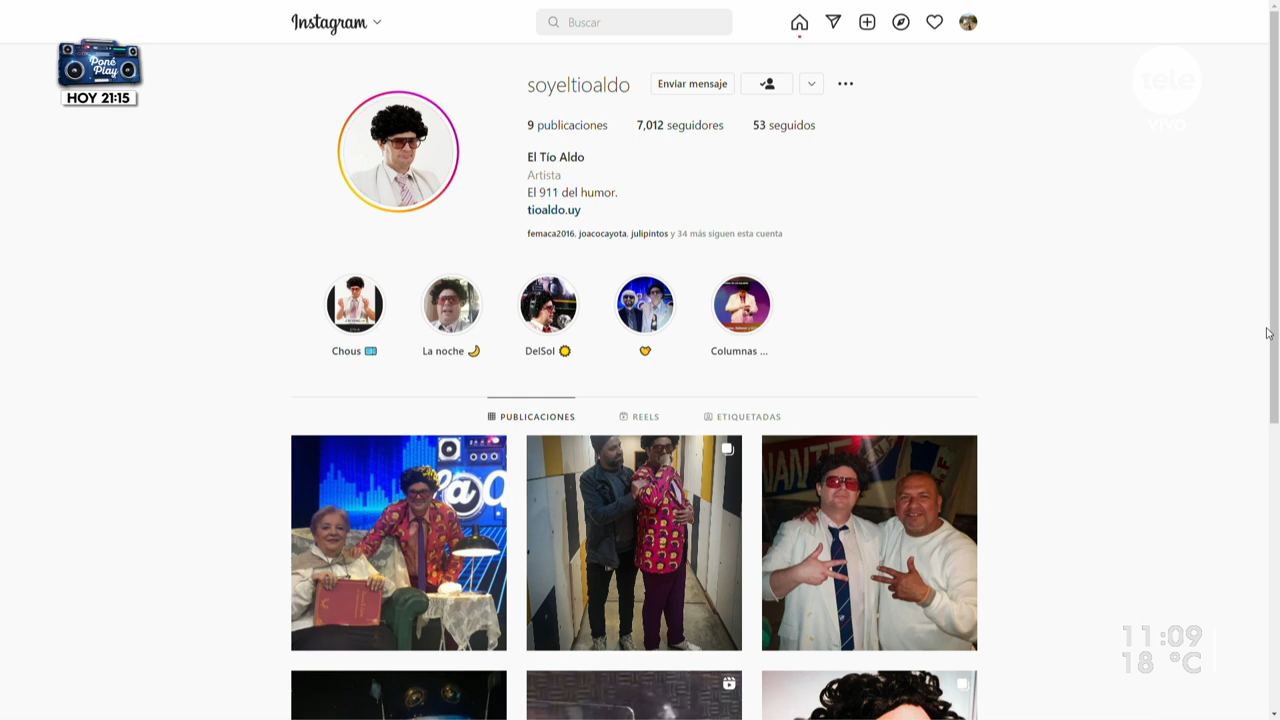 Instagram
Buscar
Poné
Play
HOY 21:15
tele
VIVO
soyeltioaldo
Enviar mensaje
9 publicaciones
7,012 seguidores
53 seguidos
El Tío Aldo
Artista
El 911 del humor.
tioaldo.uy
femaca2016, joacocayota, julipintos y 34 más siguen esta cuenta
Chous
La noche
DelSol
Columnas ...
PUBLICACIONES
REELS
ETIQUETADAS
11:09
18 °C